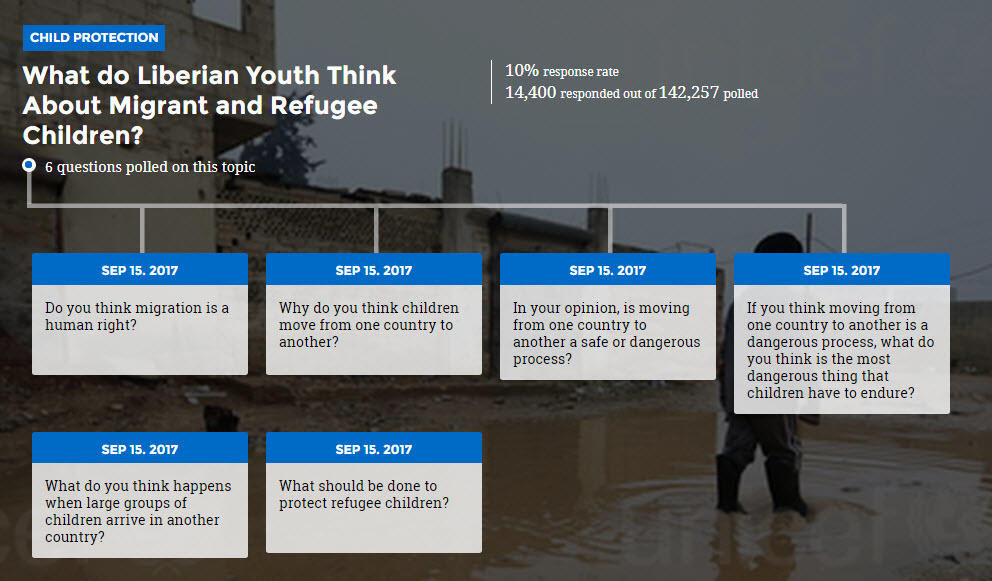 CHILD PROTECTION
What do Liberian Youth Think
About Migrant and Refugee
Children?
10% response rate
14,400 responded out of 142,257 polled
6 questions polled on this topic
SEP 15. 2017
Do you think migration is a
human right?
SEP 15. 2017
Why do you think children
move from one country to
another?
SEP 15. 2017
In your opinion, is moving
from one country to
another a safe or dangerous
process?
SEP 15. 2017
If you think moving from
one country to another is a
dangerous process, what do
you think is the most
dangerous thing that
children have to endure?
SEP 15. 2017
What do you think happens
when large groups of
children arrive in another
country?
SEP 15. 2017
What should be done to
protect refugee children?